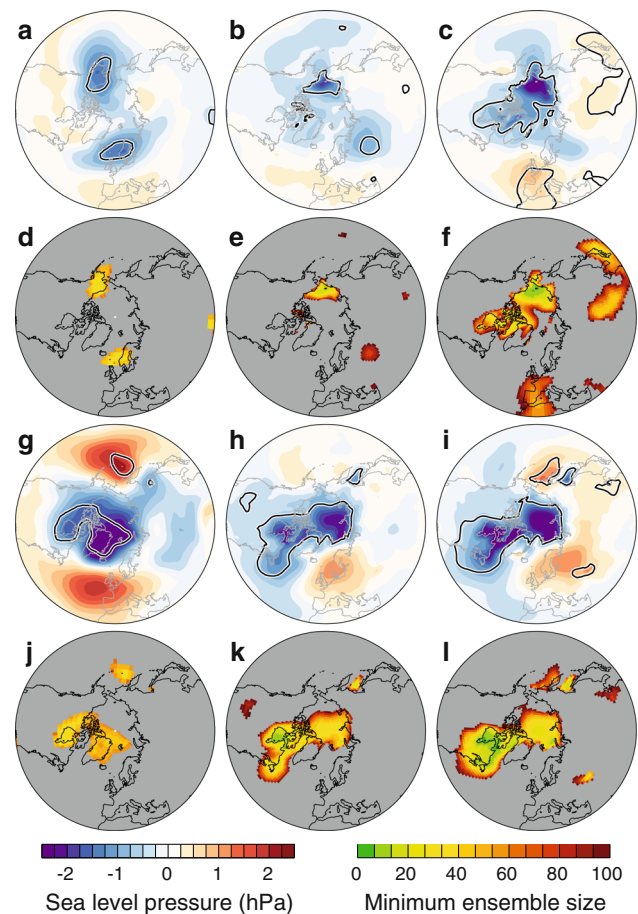 a b c
d e f
g h i
j k l
-2 -1 0 1 2
0 20 40 60 80 100
Sea level pressure (hPa)
Minimum ensemble size